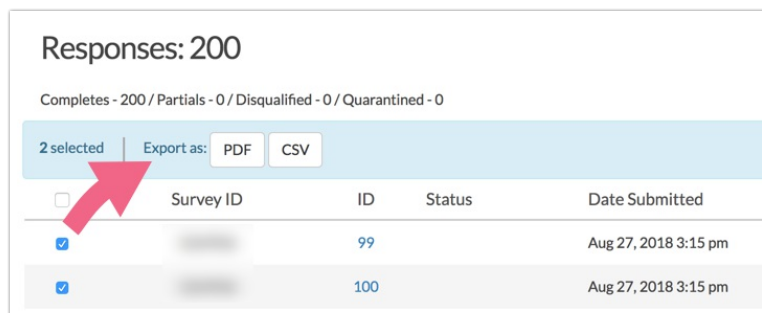 Responses: 200
Completes - 200 / Partials - 0 / Disqualified - 0 / Quarantined - 0
2 selected Export as: PDF CSV
Survey ID ID Status Date Submitted
99 Aug 27, 2018 3:15 pm
100 Aug 27, 2018 3:15 pm